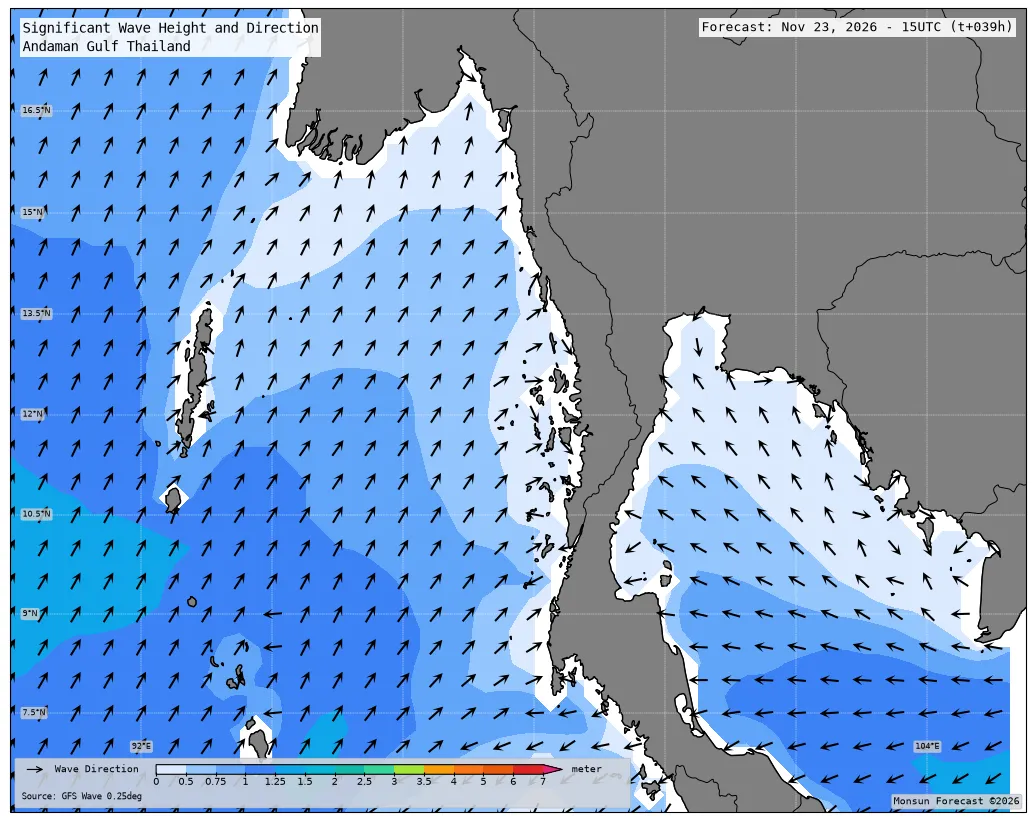 Significant Wave Height and Direction
Andaman Gulf Thailand
Forecast: Nov 23, 2026 - 15UTC (t+039h)
16.5°N
15°N
13.5°N
12°N
10.5°N
9°N
7.5°N
92°E
104°E
Wave Direction
0.5 0.75 1 1.25 1.5 2 2.5 3 3.5 4 5 6 7
meter
Source: GFS Wave 0.25deg
Monsun Forecast ©2026